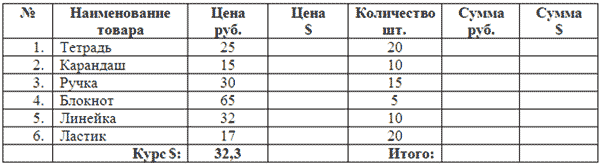 № Наименование товара Цена руб. Цена $ Количество шт. Сумма руб. Сумма $
1. Тетрадь 25 20
2. Карандаш 15 10
3. Ручка 30 15
4. Блокнот 65 5
5. Линейка 32 10
6. Ластик 17 20
Курс $: 32,3 Итого: